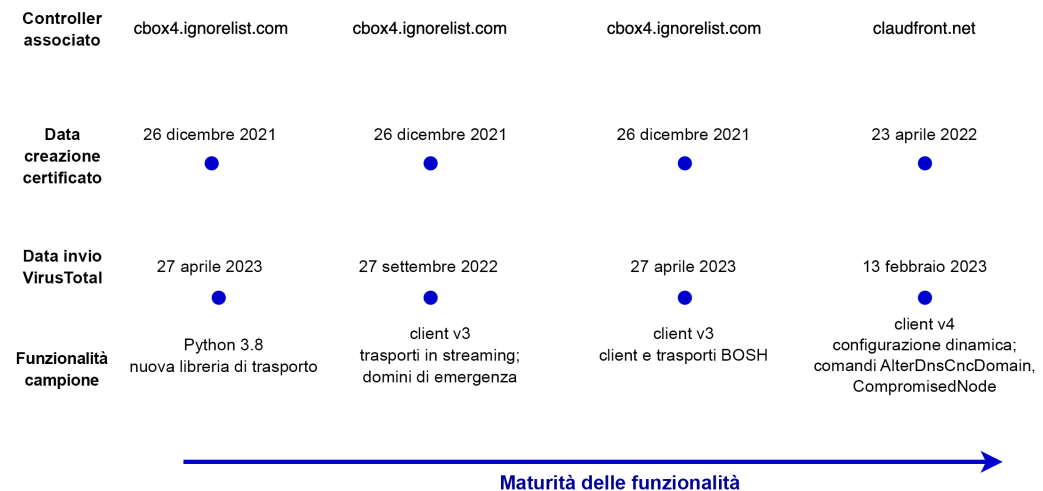 Controller
associato
cbox4.ignorelist.com
cbox4.ignorelist.com
cbox4.ignorelist.com
claudfront.net
Data
creazione
certificato
26 dicembre 2021
26 dicembre 2021
26 dicembre 2021
23 aprile 2022
Data invio
VirusTotal
27 aprile 2023
27 settembre 2022
27 aprile 2023
13 febbraio 2023
Funzionalità
campione
Python 3.8
nuova libreria di trasporto
client v3
trasporti in streaming;
domini di emergenza
client v3
client e trasporti BOSH
client v4
configurazione dinamica;
comandi AlterDnsCncDomain,
CompromisedNode
Maturità delle funzionalità